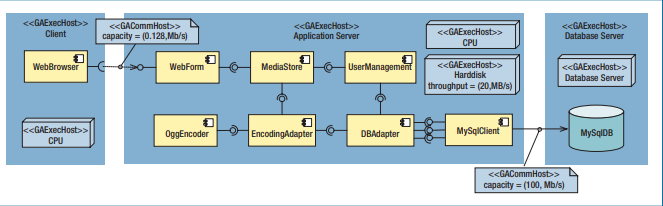 <<GAExecHost>>
Client
<<GACommHost>>
capacity = (0.128,Mb/s)
<<GAExecHost>>
Application Server
<<GAExecHost>>
CPU
<<GAExecHost>>
Database Server
WebBrowser
WebForm
MediaStore
UserManagement
<<GAExecHost>>
Harddisk
throughput = (20,MB/s)
<<GAExecHost>>
Database Server
<<GAExecHost>>
CPU
OggEncoder
EncodingAdapter
DBAdapter
MySqlClient
MySqlDB
<<GACommHost>>
capacity = (100, Mb/s)